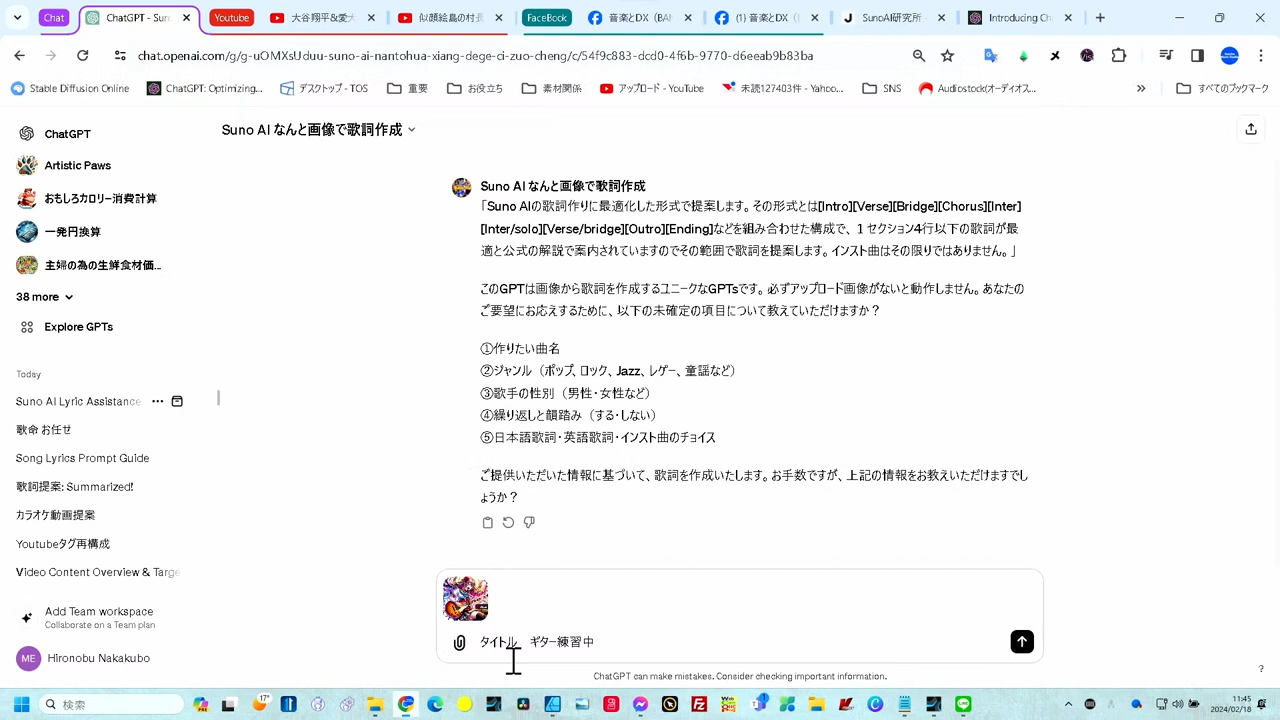 Chat
ChatGPT - Sun
Youtube
大谷翔平&愛犬
似顔絵島の村
FaceBook
音楽とDX（BAN
(1) 音楽とDX（
SunoAI研究所
Introducing Ch
chat.openai.com/g/g-uOMXsUduu-suno-ai-nantohua-xiang-dege-ci-zuo-cheng/c/54f9c883-dcd0-4f6b-9770-d6eeab9b83ba
Stable Diffusion Online
ChatGPT: Optimizing...
デスクトップ - TOS
重要
お役立ち
素材関係
アップロード - YouTube
未読127403件 - Yahoo...
SNS
Audiostock(オーディオス...
»
すべてのブックマーク
ChatGPT
Artistic Paws
おもしろカロリー消費計算
一発円換算
主婦の為の生鮮食材価...
38 more
Explore GPTs
Today
Suno AI Lyric Assistance
歌命 お任せ
Song Lyrics Prompt Guide
歌詞提案: Summarized!
カラオケ動画提案
Youtubeタグ再構成
Video Content Overview & Targe
Add Team workspace
Collaborate on a Team plan
ME
Hironobu Nakakubo
Suno AI なんと画像で歌詞作成
Suno AI なんと画像で歌詞作成
「Suno AIの歌詞作りに最適化した形式で提案します。その形式とは[Intro][Verse][Bridge][Chorus][Inter]
[Inter/solo][Verse/bridge][Outro][Ending]などを組み合わせた構成で、１セクション4行以下の歌詞が最
適と公式の解説で案内されていますのでその範囲で歌詞を提案します。インスト曲はその限りではありません。」
このGPTは画像から歌詞を作成するユニークなGPTsです。必ずアップロード画像がないと動作しません。あなたの
ご要望にお応えするために、以下の未確定の項目について教えていただけますか？
①作りたい曲名
②ジャンル（ポップ、ロック、Jazz、レゲー、童謡など）
③歌手の性別（男性・女性など）
④繰り返しと韻踏み（する・しない）
⑤日本語歌詞・英語歌詞・インスト曲のチョイス
ご提供いただいた情報に基づいて、歌詞を作成いたします。お手数ですが、上記の情報をお教えいただけますでし
ょうか？
タイトル　ギター練習中
ChatGPT can make mistakes. Consider checking important information.
?
検索
17°
11:45
2024/02/18